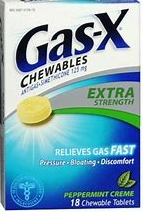 Gas-X
CHEWABLES
ANTIGAS/SIMETHICONE 125 mg
EXTRA
STRENGTH
RELIEVES GAS FAST
Pressure • Bloating • Discomfort
PEPPERMINT CREME
18 Chewable Tablets